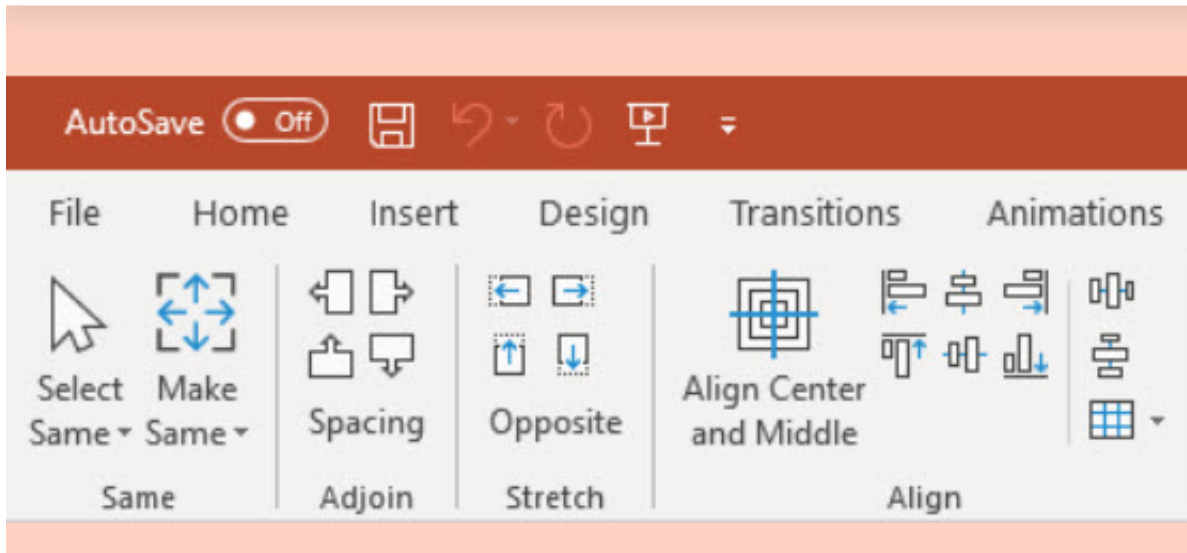 AutoSave Off
File Home Insert Design Transitions Animations
Select Make
Same Same
Spacing
Opposite
Align Center
and Middle
Same Adjoin Stretch Align